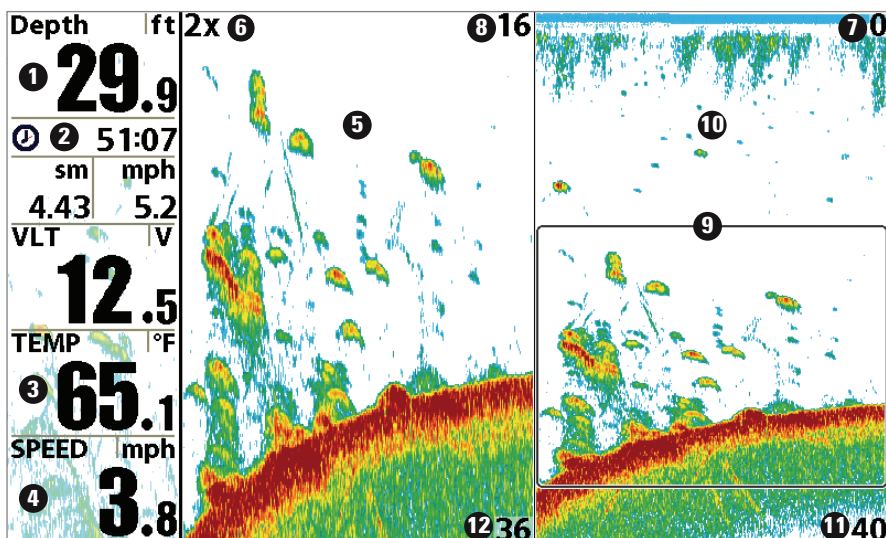 Depth ft
1 29.9
2 51:07
sm mph
4.43 5.2
VLT V
12.5
TEMP °F
3 65.1
SPEED mph
4 3.8
2x 6
8 16
5
12 36
7 0
10
9
11 40